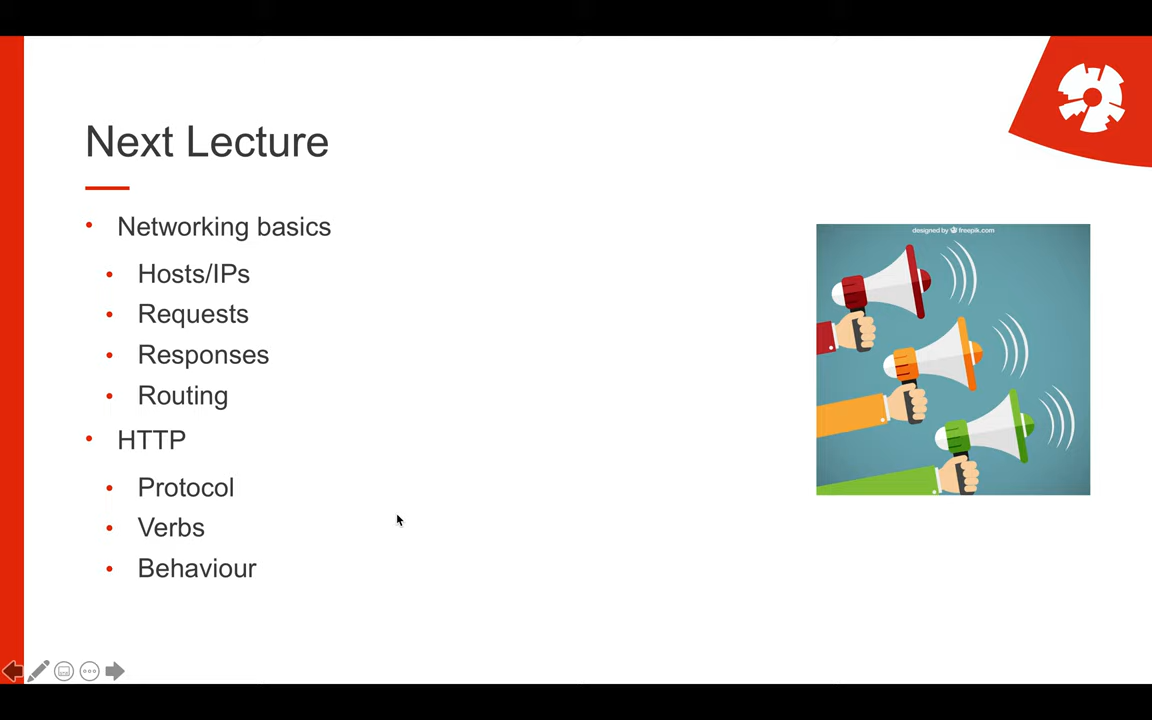 Next Lecture
Networking basics
Hosts/IPs
Requests
Responses
Routing
HTTP
Protocol
Verbs
Behaviour
designed by freepik.com